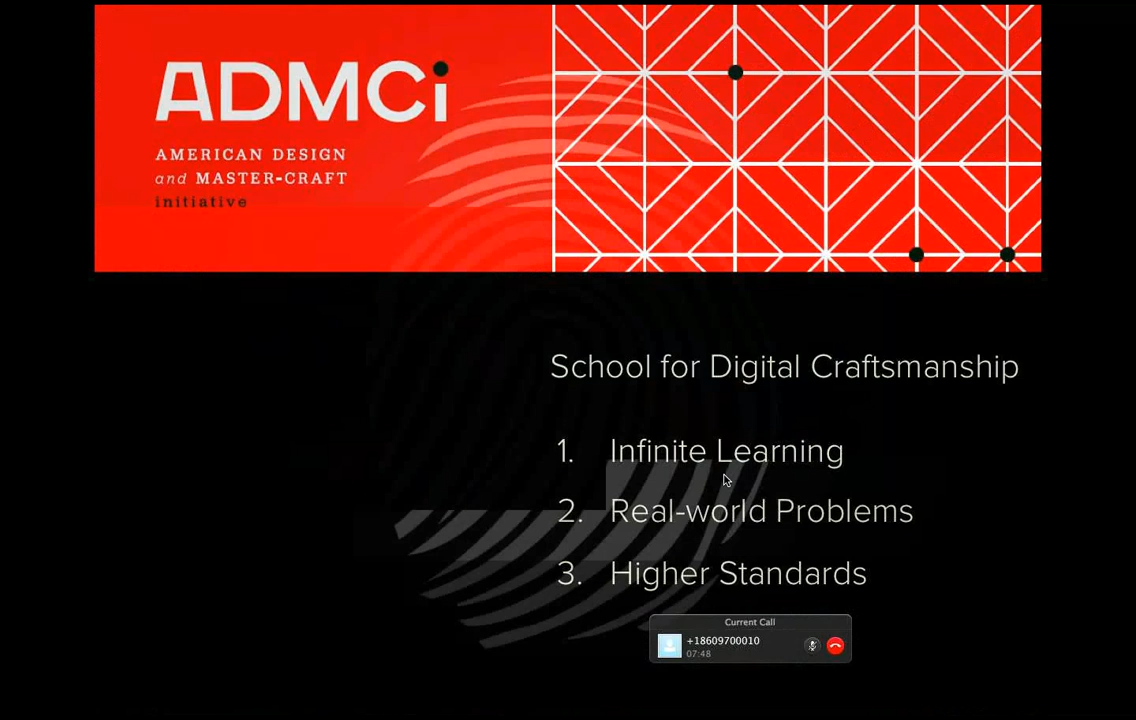 ADMCi
AMERICAN DESIGN
and MASTER-CRAFT
initiative
School for Digital Craftsmanship
1. Infinite Learning
2. Real-world Problems
3. Higher Standards
Current Call
+18609700010
07:48